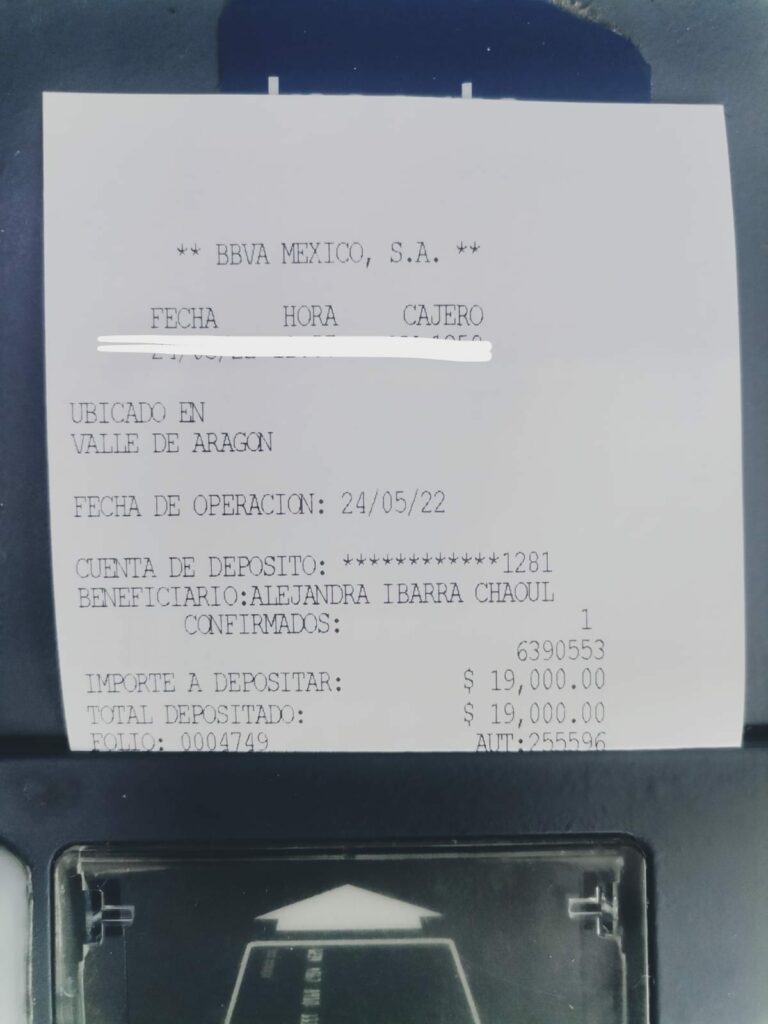 ** BBVA MEXICO, S.A. **
FECHA HORA CAJERO
UBICADO EN
VALLE DE ARAGON
FECHA DE OPERACION: 24/05/22
CUENTA DE DEPOSITO: ************1281
BENEFICIARIO:ALEJANDRA IBARRA CHAOUL
CONFIRMADOS: 1
6390553
IMPORTE A DEPOSITAR: $ 19,000.00
TOTAL DEPOSITADO: $ 19,000.00
FOLIO: 0004749 AUT:255596